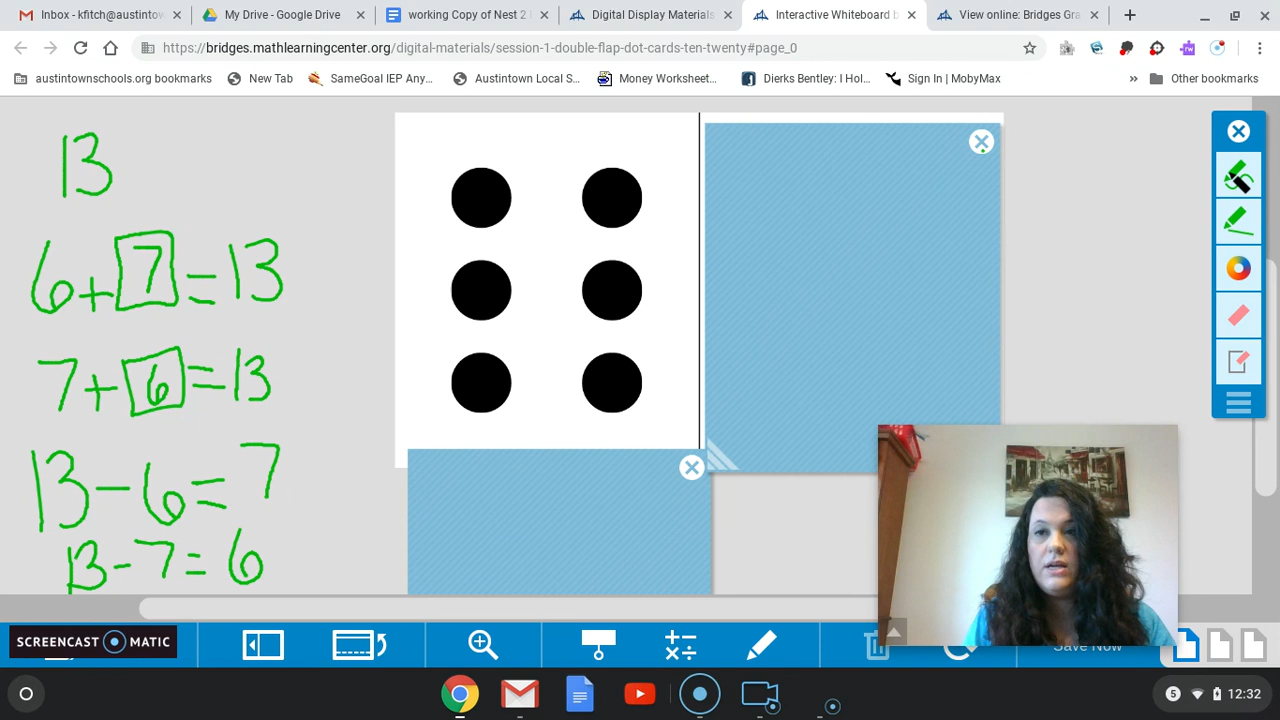 Inbox - kfitch@austintow
My Drive - Google Drive
working Copy of Nest 2
Digital Display Materials
Interactive Whiteboard b
View online: Bridges Gra
https://bridges.mathlearningcenter.org/digital-materials/session-1-double-flap-dot-cards-ten-twenty#page_0
austintownschools.org bookmarks
New Tab
SameGoal IEP Any...
Austintown Local S...
Money Worksheet...
Dierks Bentley: I Hol...
Sign In | MobyMax
»
Other bookmarks
13
6+7=13
7+6=13
13-6=7
13-7=6
SCREENCAST O MATIC
Save Now
5
12:32